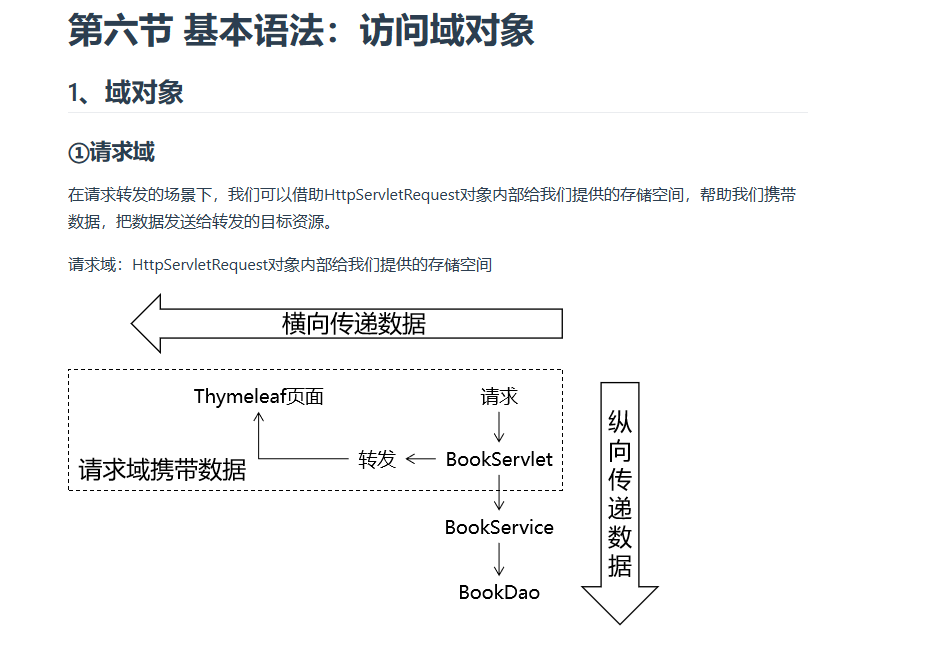 第六节 基本语法：访问域对象
1、域对象
①请求域
在请求转发的场景下，我们可以借助HttpServletRequest对象内部给我们提供的存储空间，帮助我们携带
数据，把数据发送给转发的目标资源。
请求域：HttpServletRequest对象内部给我们提供的存储空间
横向传递数据
Thymeleaf页面
请求
转发
BookServlet
请求域携带数据
BookService
BookDao
纵向传递数据